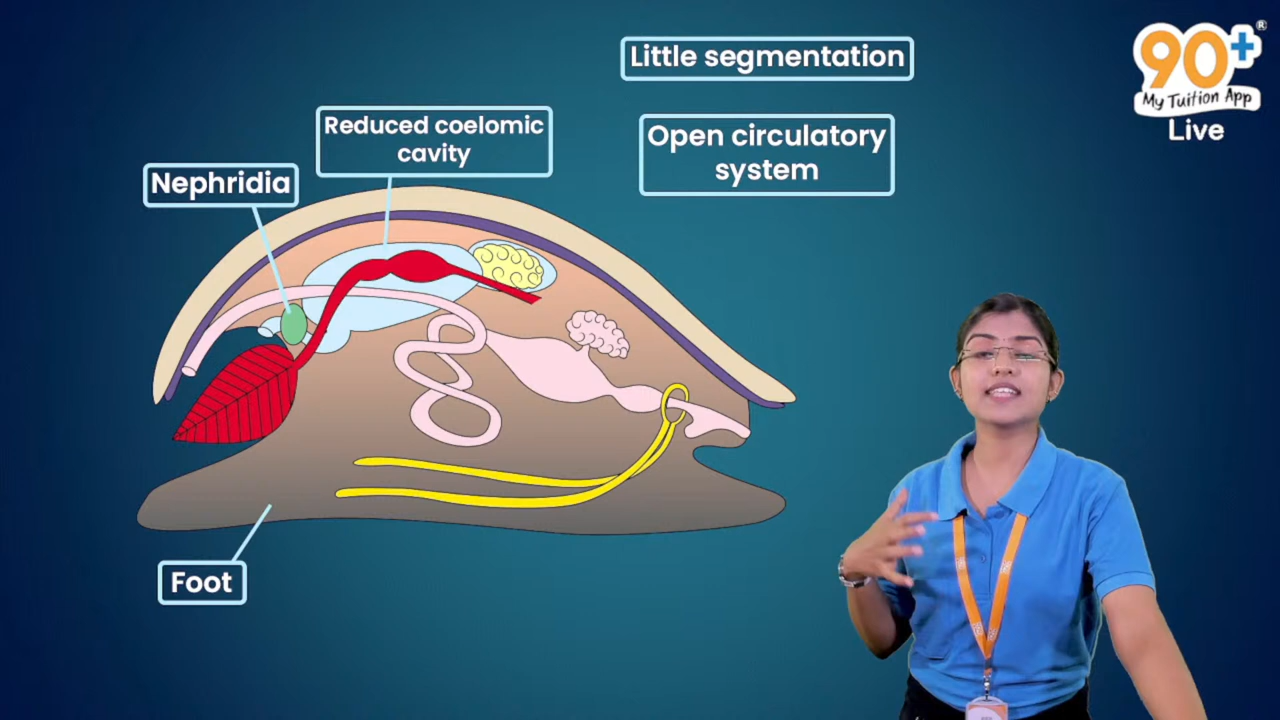 Little segmentation
90+
®
My Tuition App
Live
Reduced coelomic
cavity
Open circulatory
system
Nephridia
Foot